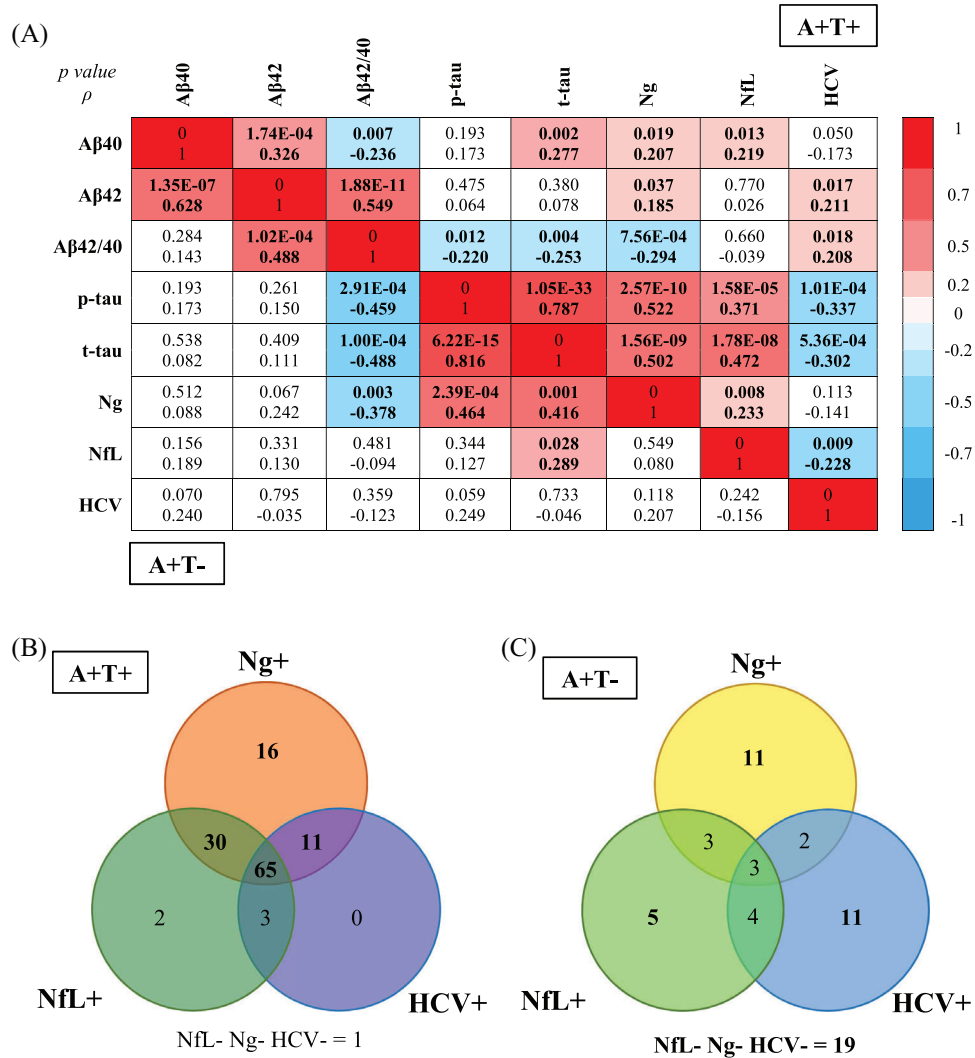 (A)
A+T+
p value
ρ
Aβ40 Aβ42 Aβ42/40 p-tau t-tau Ng NfL HCV
Aβ40
0 1.74E-04 0.007 0.193 0.002 0.019 0.013 0.050
1 0.326 -0.236 0.173 0.277 0.207 0.219 -0.173
Aβ42
1.35E-07 0 1.88E-11 0.475 0.380 0.037 0.770 0.017
0.628 1 0.549 0.064 0.078 0.185 0.026 0.211
Aβ42/40
0.284 1.02E-04 0 0.012 0.004 7.56E-04 0.660 0.018
0.143 0.488 1 -0.220 -0.253 -0.294 -0.039 0.208
p-tau
0.193 0.261 2.91E-04 0 1.05E-33 2.57E-10 1.58E-05 1.01E-04
0.173 0.150 -0.459 1 0.787 0.522 0.371 -0.337
t-tau
0.538 0.409 1.00E-04 6.22E-15 0 1.56E-09 1.78E-08 5.36E-04
0.082 0.111 -0.488 0.816 1 0.502 0.472 -0.302
Ng
0.512 0.067 0.003 2.39E-04 0.001 0 0.008 0.113
0.088 0.242 -0.378 0.464 0.416 1 0.233 -0.141
NfL
0.156 0.331 0.481 0.344 0.028 0.549 0 0.009
0.189 0.130 -0.094 0.127 0.289 0.080 1 -0.228
HCV
0.070 0.795 0.359 0.059 0.733 0.118 0.242 0
0.240 -0.035 -0.123 0.249 -0.046 0.207 -0.156 1
1
0.7
0.5
0.2
0
-0.2
-0.5
-0.7
-1
A+T-
(B)
A+T+
Ng+
16
30 11
65
2 3 0
NfL+ HCV+
NfL- Ng- HCV- = 1
(C)
A+T-
Ng+
11
3 2
3
5 4 11
NfL+ HCV+
NfL- Ng- HCV- = 19